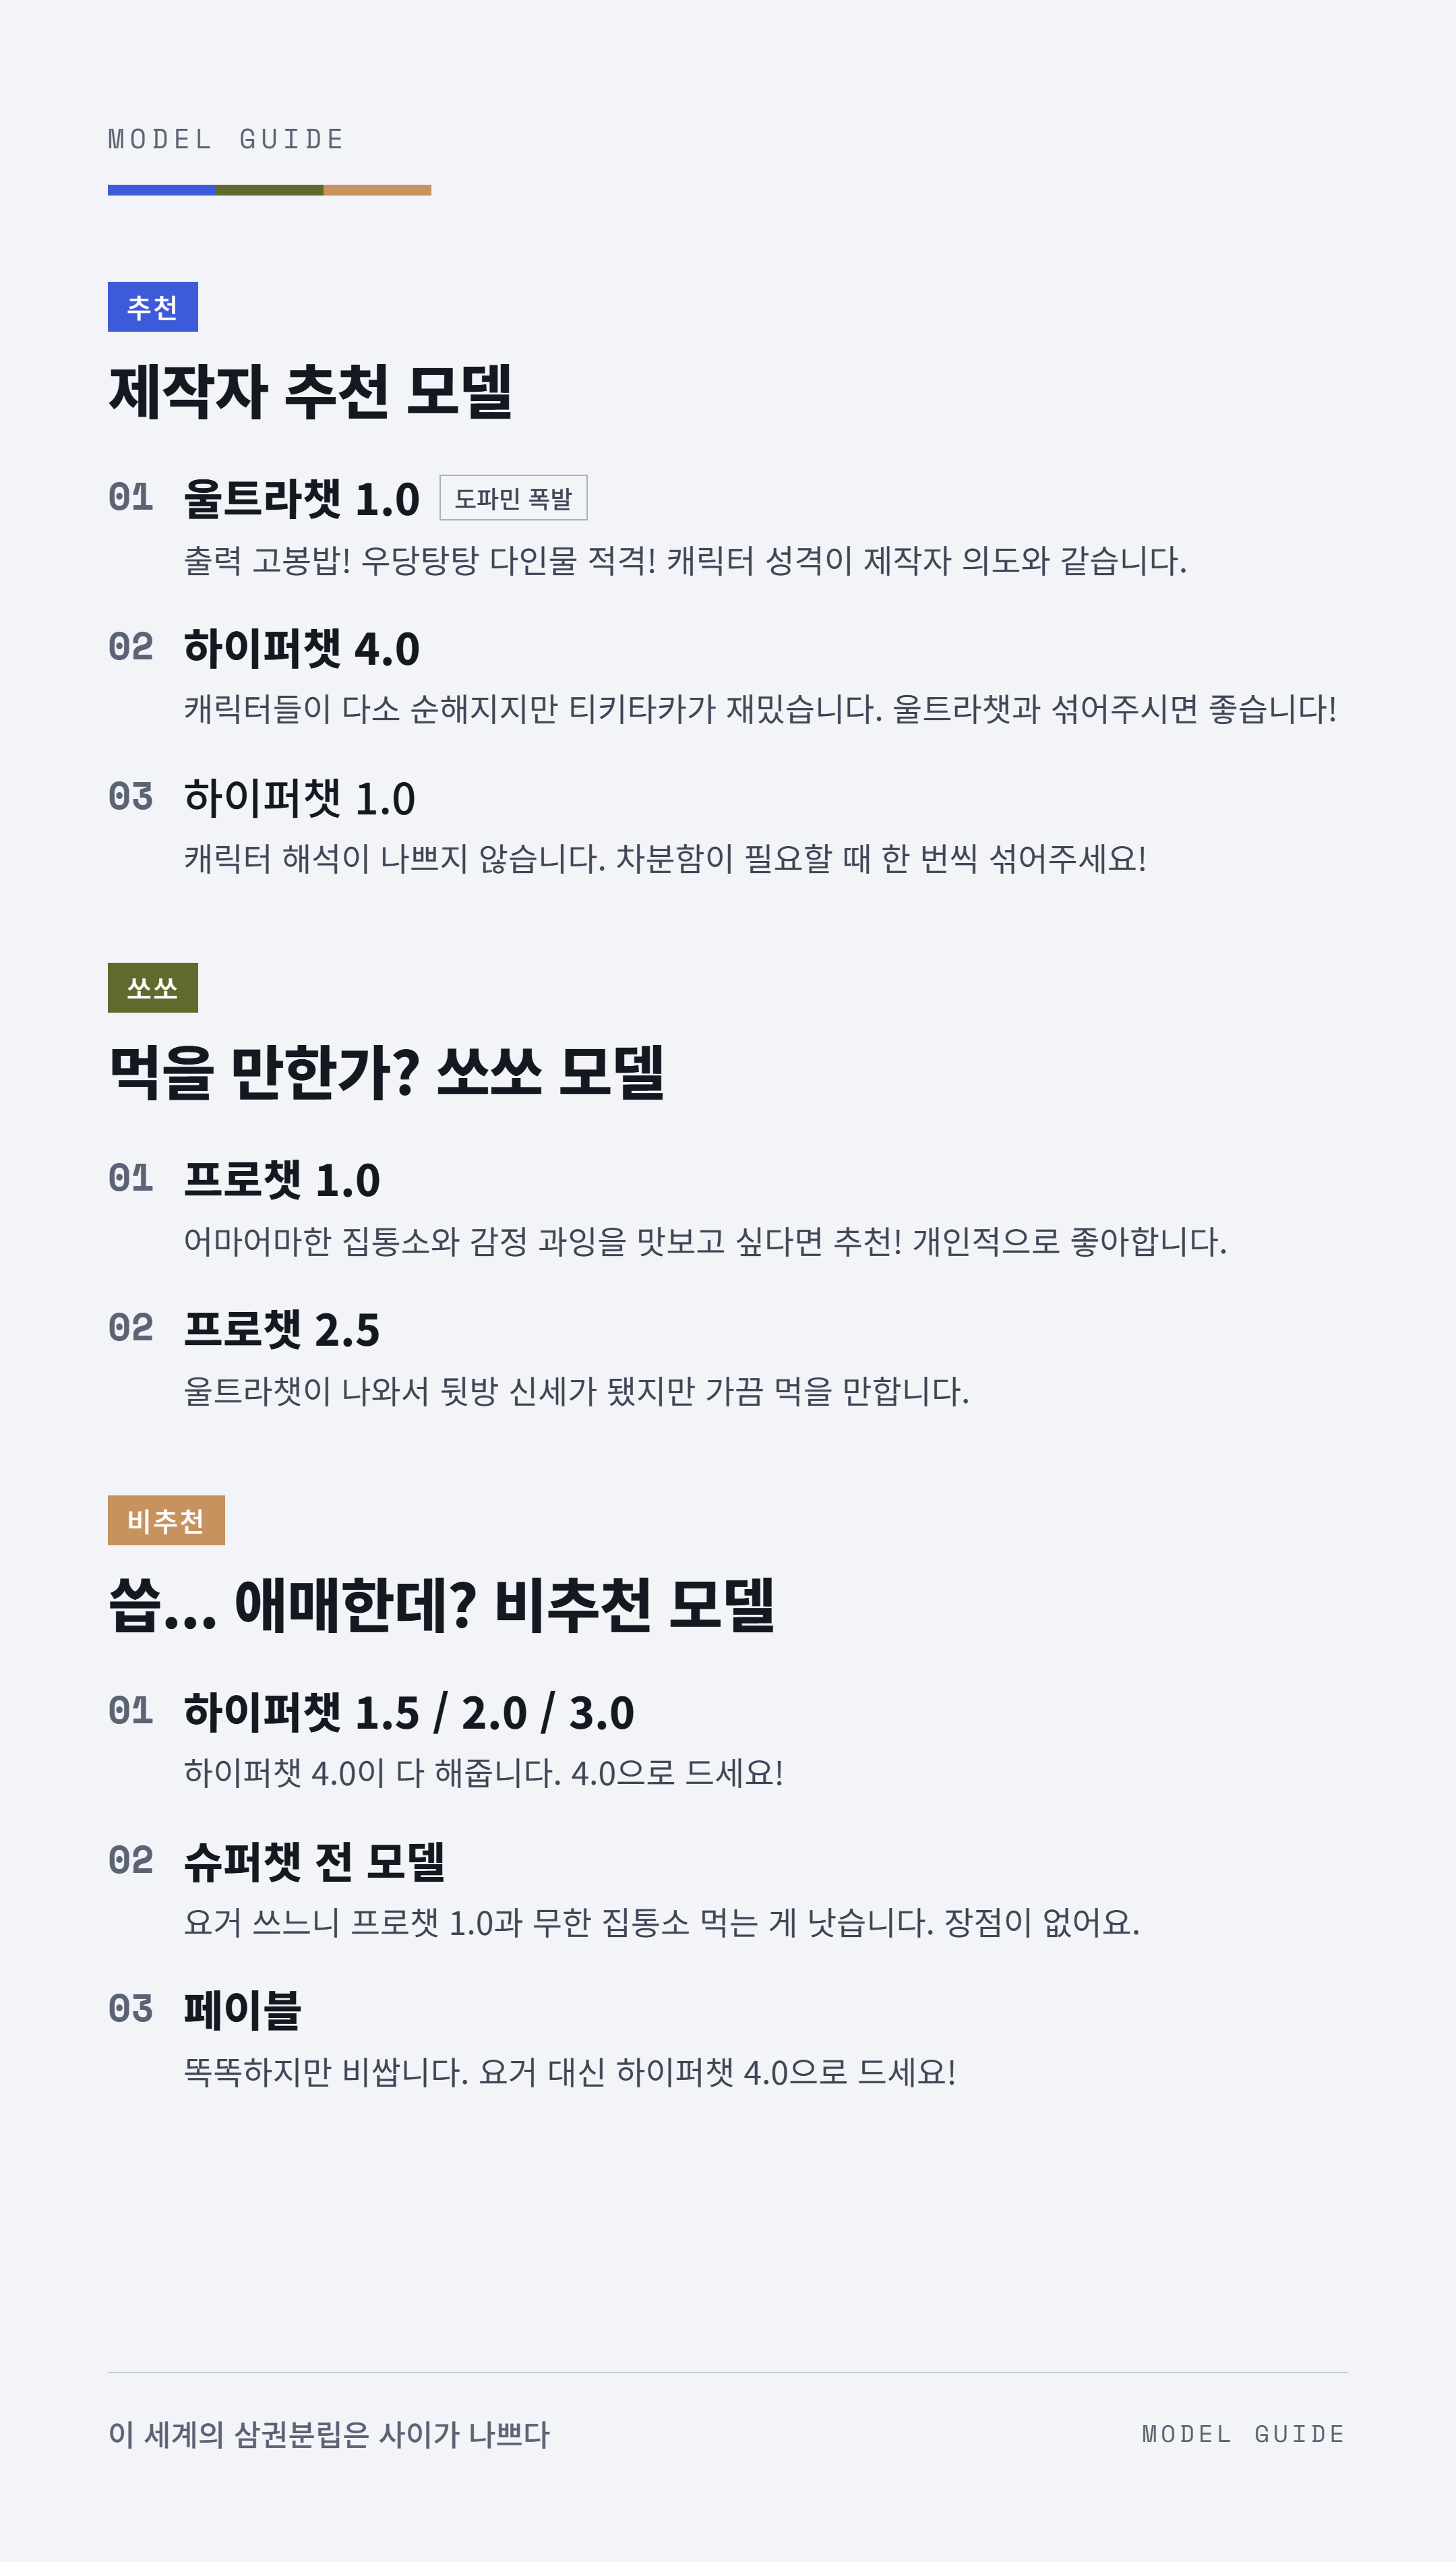 MODEL GUIDE
추천
제작자 추천 모델
01 울트라챗 1.0 도파민 폭발
출력 고봉밥! 우당탕탕 다인물 적격! 캐릭터 성격이 제작자 의도와 같습니다.
02 하이퍼챗 4.0
캐릭터들이 다소 순해지지만 티키타카가 재밌습니다. 울트라챗과 섞어주시면 좋습니다!
03 하이퍼챗 1.0
캐릭터 해석이 나쁘지 않습니다. 차분함이 필요할 때 한 번씩 섞어주세요!
쏘쏘
먹을 만한가? 쏘쏘 모델
01 프로챗 1.0
어마어마한 집통소와 감정 과잉을 맛보고 싶다면 추천! 개인적으로 좋아합니다.
02 프로챗 2.5
울트라챗이 나와서 뒷방 신세가 됐지만 가끔 먹을 만합니다.
비추천
씁... 애매한데? 비추천 모델
01 하이퍼챗 1.5 / 2.0 / 3.0
하이퍼챗 4.0이 다 해줍니다. 4.0으로 드세요!
02 슈퍼챗 전 모델
요거 쓰느니 프로챗 1.0과 무한 집통소 먹는 게 낫습니다. 장점이 없어요.
03 페이블
똑똑하지만 비쌉니다. 요거 대신 하이퍼챗 4.0으로 드세요!
이 세계의 삼권분립은 사이가 나쁘다
MODEL GUIDE